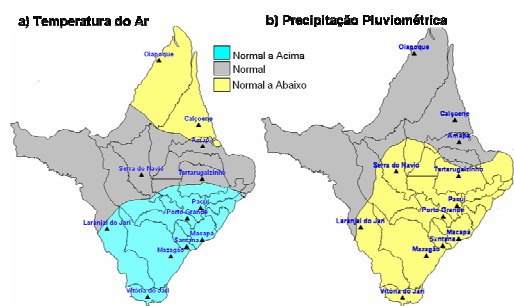 a) Temperatura do Ar
Oiapoque
Calçoene
Amapá
Serra do Navio
Tartarugalzinho
Pacuí
Porto Grande
Laranjal do Jari
Macapá
Santana
Mazagão
Vitoria do Jari
Normal a Acima
Normal
Normal a Abaixo
b) Precipitação Pluviométrica
Oiapoque
Calçoene
Amapá
Serra do Navio
Tartarugalzinho
Pacuí
Porto Grande
Laranjal do Jari
Macapá
Santana
Mazagão
Vitoria do Jari